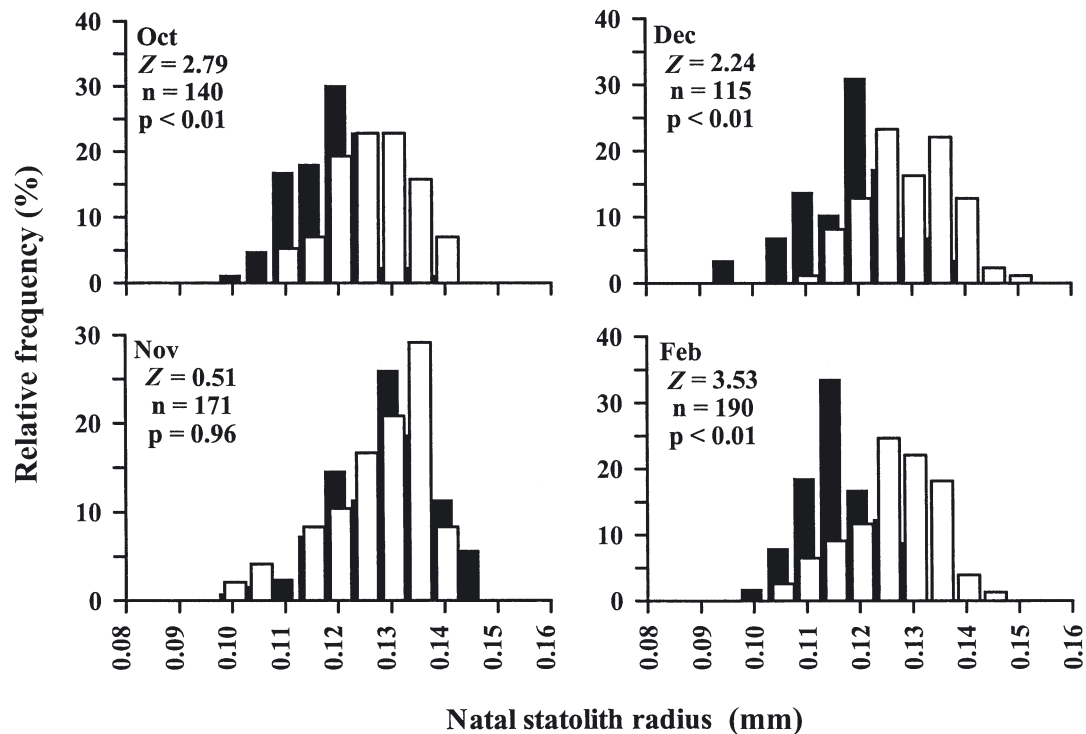 Relative frequency (%)
40
30
20
10
0
Oct
Z = 2.79
n = 140
p < 0.01
40
30
20
10
0
Dec
Z = 2.24
n = 115
p < 0.01
30
20
10
0
Nov
Z = 0.51
n = 171
p = 0.96
0.08 0.09 0.10 0.11 0.12 0.13 0.14 0.15 0.16
40
30
20
10
0
Feb
Z = 3.53
n = 190
p < 0.01
0.08 0.09 0.10 0.11 0.12 0.13 0.14 0.15 0.16
Natal statolith radius (mm)